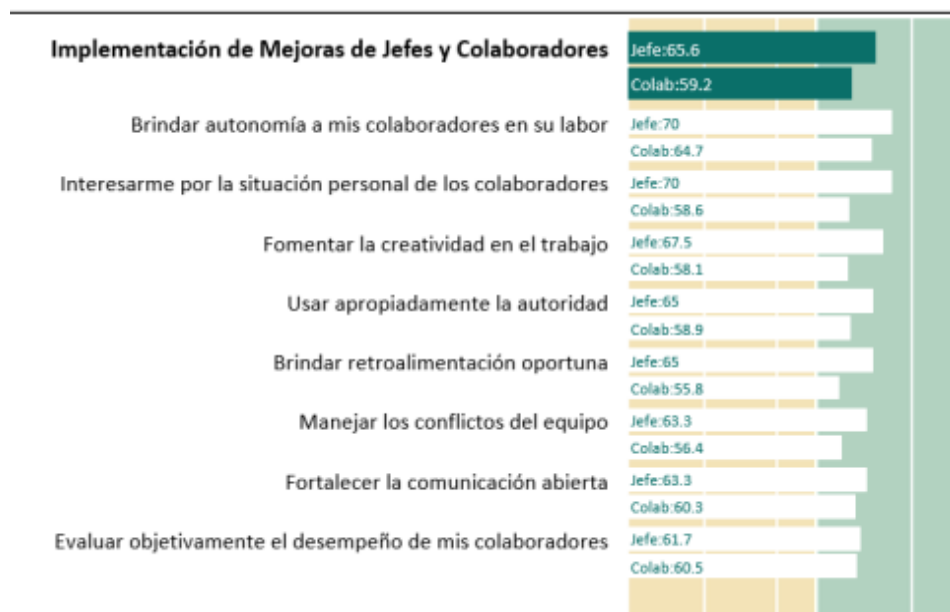 Implementación de Mejoras de Jefes y Colaboradores
Jefe:65.6
Colab:59.2
Brindar autonomía a mis colaboradores en su labor
Jefe:70
Colab:64.7
Interesarme por la situación personal de los colaboradores
Jefe:70
Colab:58.6
Fomentar la creatividad en el trabajo
Jefe:67.5
Colab:58.1
Usar apropiadamente la autoridad
Jefe:65
Colab:58.9
Brindar retroalimentación oportuna
Jefe:65
Colab:55.8
Manejar los conflictos del equipo
Jefe:63.3
Colab:56.4
Fortalecer la comunicación abierta
Jefe:63.3
Colab:60.3
Evaluar objetivamente el desempeño de mis colaboradores
Jefe:61.7
Colab:60.5